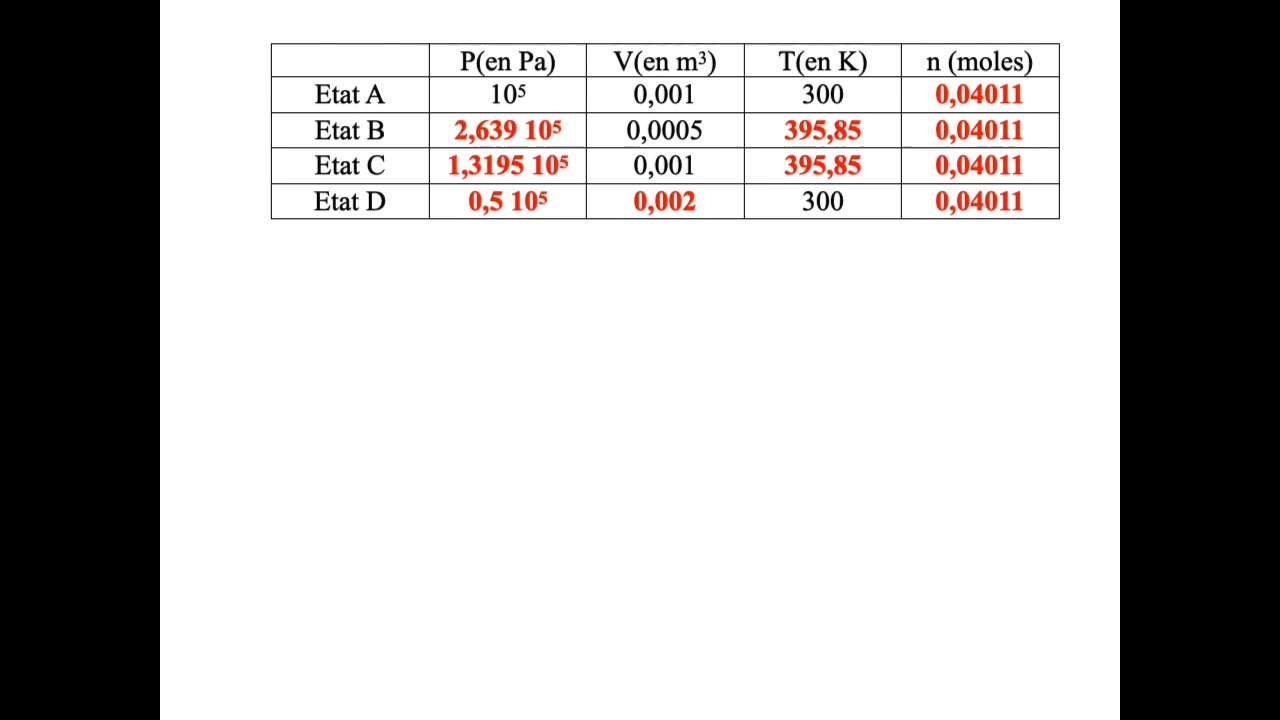 P(en Pa) V(en m³) T(en K) n (moles)
Etat A 10⁵ 0,001 300 0,04011
Etat B 2,639 10⁵ 0,0005 395,85 0,04011
Etat C 1,3195 10⁵ 0,001 395,85 0,04011
Etat D 0,5 10⁵ 0,002 300 0,04011